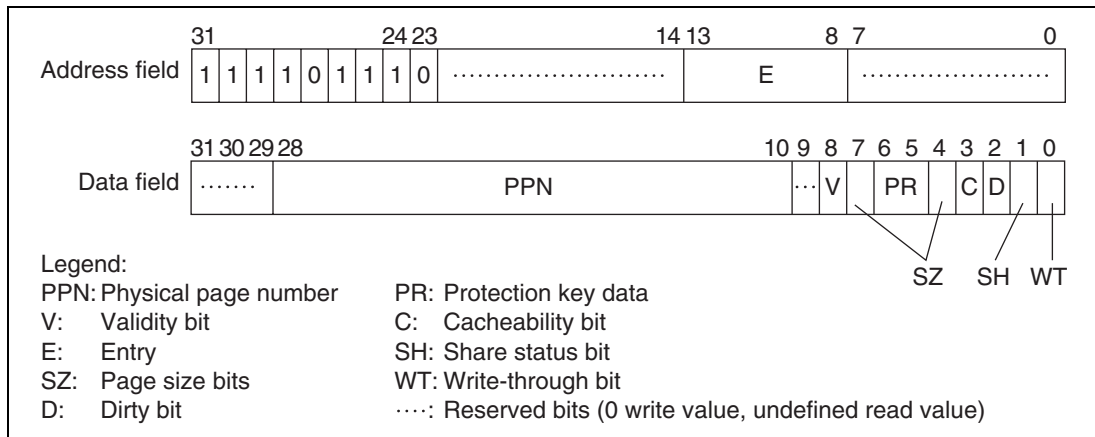 31 24 23 14 13 8 7 0
Address field 1 1 1 1 0 1 1 1 0 ........................ E .....................
31 30 29 28 10 9 8 7 6 5 4 3 2 1 0
Data field ....... PPN ... V PR C D
SZ SH WT
Legend:
PPN: Physical page number PR: Protection key data
V: Validity bit C: Cacheability bit
E: Entry SH: Share status bit
SZ: Page size bits WT: Write-through bit
D: Dirty bit ····: Reserved bits (0 write value, undefined read value)